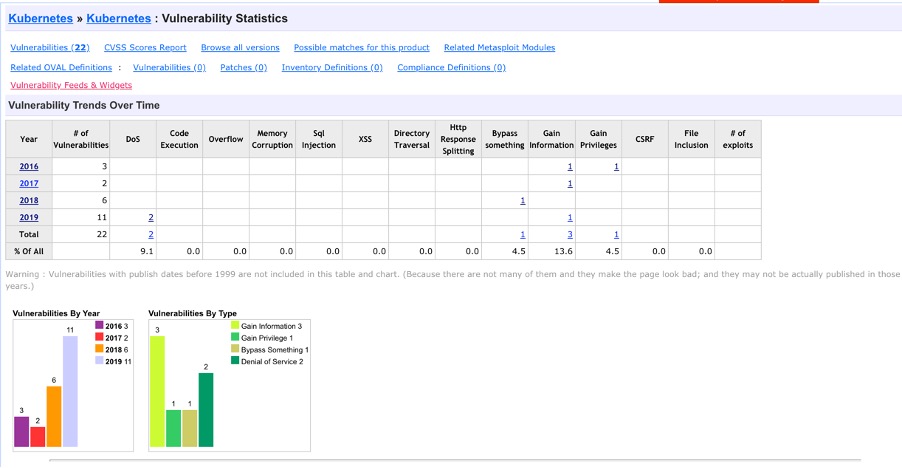 Kubernetes » Kubernetes : Vulnerability Statistics
Vulnerabilities (22) CVSS Scores Report Browse all versions Possible matches for this product Related Metasploit Modules
Related OVAL Definitions : Vulnerabilities (0) Patches (0) Inventory Definitions (0) Compliance Definitions (0)
Vulnerability Feeds & Widgets
Vulnerability Trends Over Time
Year # of Vulnerabilities DoS Code Execution Overflow Memory Corruption Sql Injection XSS Directory Traversal Http Response Splitting Bypass something Gain Information Gain Privileges CSRF File Inclusion # of exploits
2016 3 1 1
2017 2 1
2018 6 1
2019 11 2 1
Total 22 2 1 3 1
% Of All 9.1 0.0 0.0 0.0 0.0 0.0 0.0 0.0 4.5 13.6 4.5 0.0 0.0
Warning : Vulnerabilities with publish dates before 1999 are not included in this table and chart. (Because there are not many of them and they make the page look bad; and they may not be actually published in those
years.)
Vulnerabilities By Year
3
2
6
11
2016 3
2017 2
2018 6
2019 11
Vulnerabilities By Type
3
1
1
2
Gain Information 3
Gain Privilege 1
Bypass Something 1
Denial of Service 2